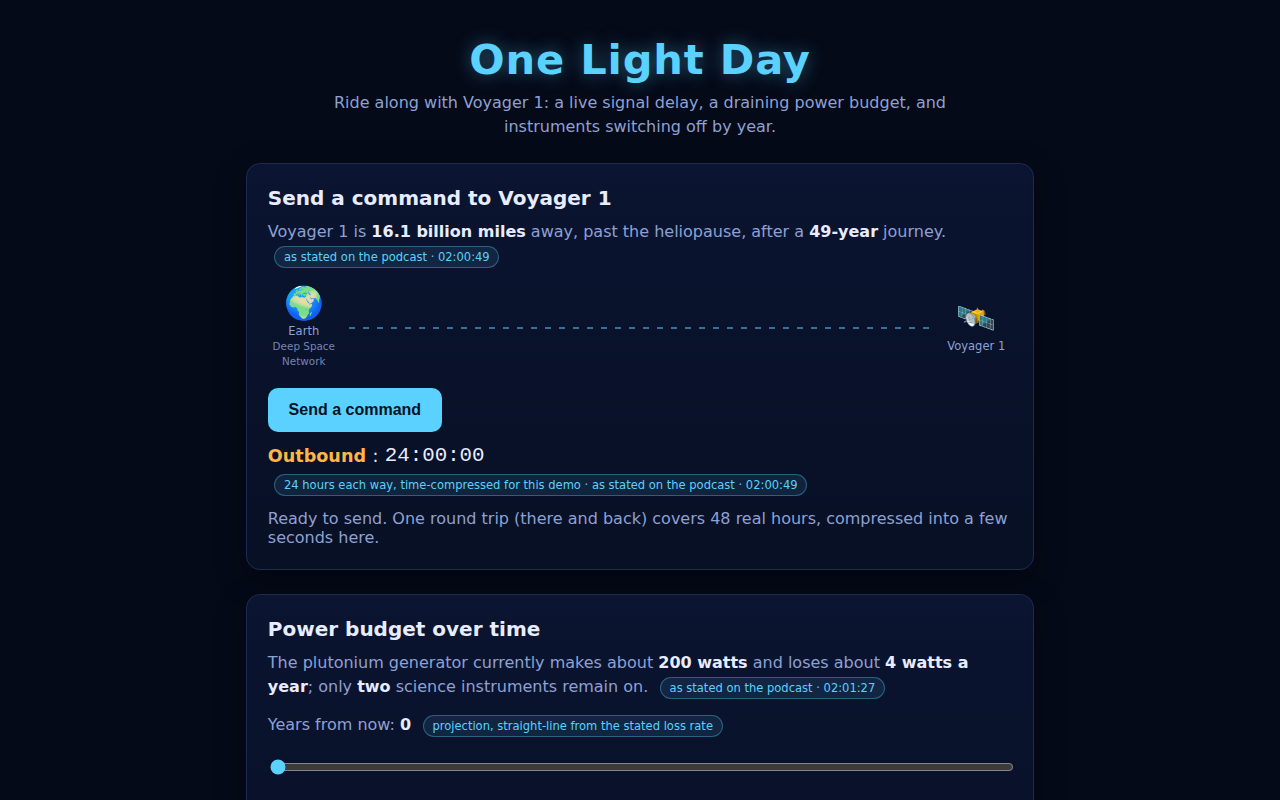 One Light Day
Ride along with Voyager 1: a live signal delay, a draining power budget, and
instruments switching off by year.
Send a command to Voyager 1
Voyager 1 is 16.1 billion miles away, past the heliopause, after a 49-year journey.
as stated on the podcast · 02:00:49
Earth
Deep Space
Network
Voyager 1
Send a command
Outbound : 24:00:00
24 hours each way, time-compressed for this demo · as stated on the podcast · 02:00:49
Ready to send. One round trip (there and back) covers 48 real hours, compressed into a few
seconds here.
Power budget over time
The plutonium generator currently makes about 200 watts and loses about 4 watts a
year; only two science instruments remain on. as stated on the podcast · 02:01:27
Years from now: 0 projection, straight-line from the stated loss rate